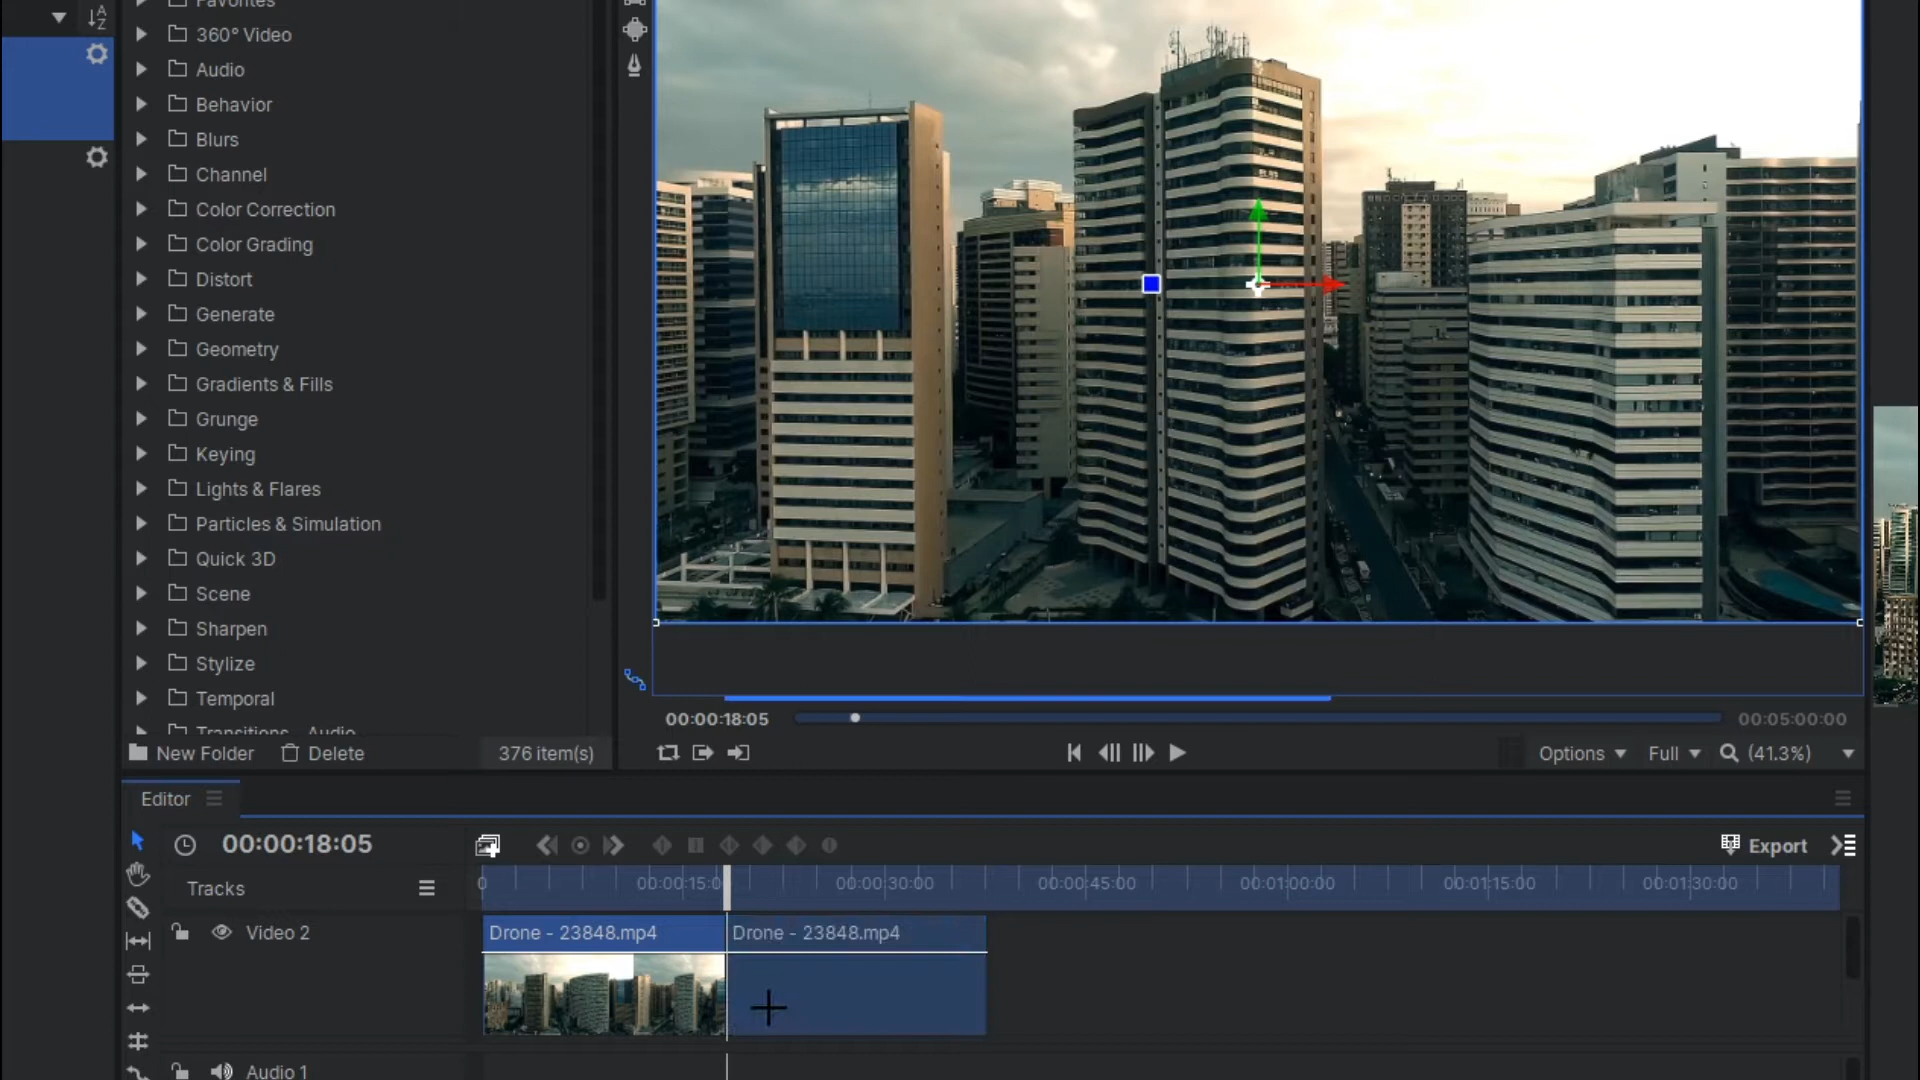 Favorites
360° Video
Audio
Behavior
Blurs
Channel
Color Correction
Color Grading
Distort
Generate
Geometry
Gradients & Fills
Grunge
Keying
Lights & Flares
Particles & Simulation
Quick 3D
Scene
Sharpen
Stylize
Temporal
Transitions - Audio
New Folder
Delete
376 item(s)
00:00:18:05
00:05:00:00
Options
Full
(41.3%)
Editor
00:00:18:05
Export
Tracks
0
00:00:15:0
00:00:30:00
00:00:45:00
00:01:00:00
00:01:15:00
00:01:30:00
Video 2
Drone - 23848.mp4
Drone - 23848.mp4
Audio 1